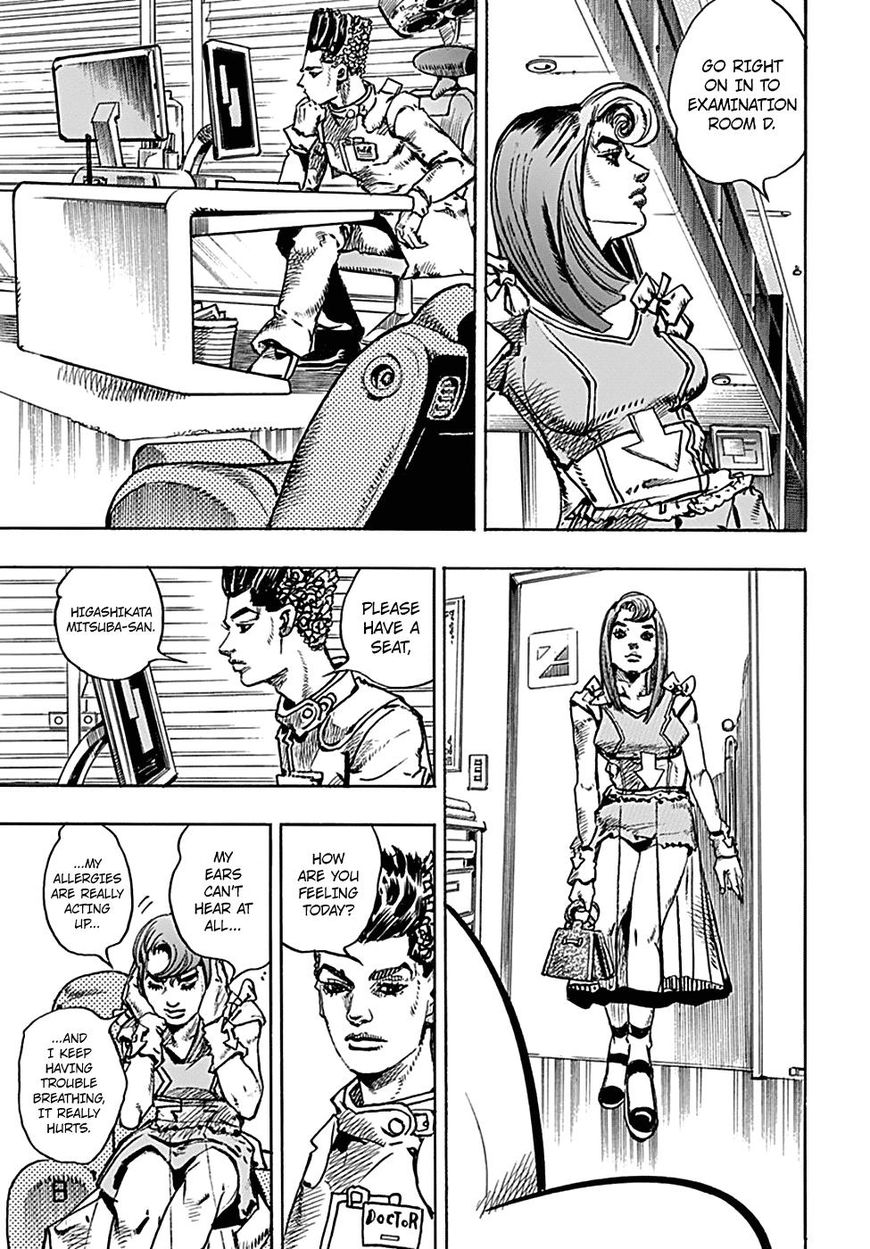 GO RIGHT
ON IN TO
EXAMINATION
ROOM D.
PLEASE
HAVE A
SEAT,
HIGASHIKATA
MITSUBA-SAN.
HOW
ARE YOU
FEELING
TODAY?
DOCTOR
MY
EARS
CAN'T
HEAR AT
ALL...
...MY
ALLERGIES
ARE REALLY
ACTING
UP...
...AND
I KEEP
HAVING
TROUBLE
BREATHING,
IT REALLY
HURTS.